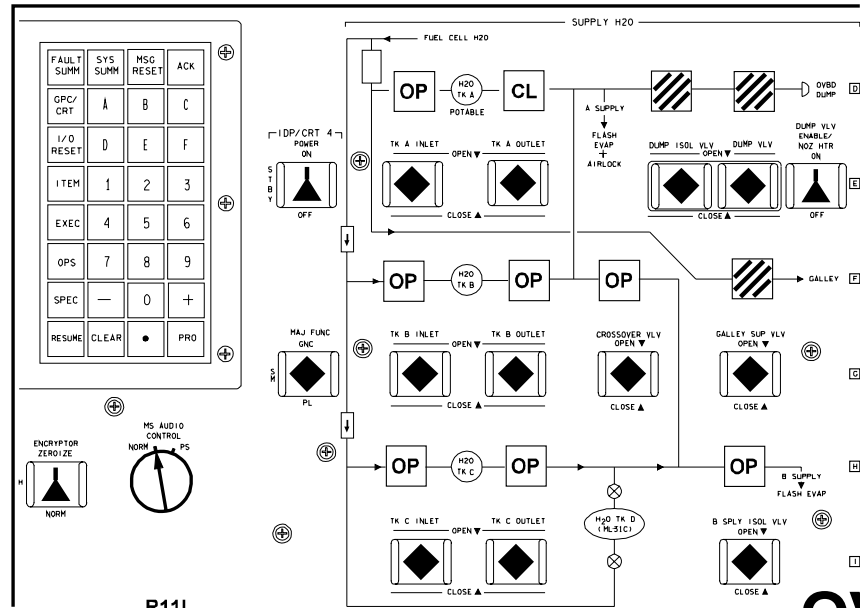 SUPPLY H2O
FUEL CELL H2O
FAULT SUMM
SYS SUMM
MSG RESET
ACK
GPC/ CRT
A
B
C
I/O RESET
D
E
F
ITEM
1
2
3
EXEC
4
5
6
OPS
7
8
9
SPEC
—
0
+
RESUME
CLEAR
•
PRO
OP
H2O
TK A
POTABLE
CL
A SUPPLY
FLASH
EVAP
+
AIRLOCK
OVBD
DUMP
D
IDP/CRT 4
POWER
ON
STBY
OFF
TK A INLET
TK A OUTLET
OPEN ▼
CLOSE ▲
DUMP ISOL VLV
DUMP VLV
OPEN ▼
CLOSE ▲
DUMP VLV
ENABLE/
NOZ HTR
ON
OFF
E
OP
H2O
TK B
OP
OP
GALLEY
F
MAJ FUNC
GNC
SM
PL
TK B INLET
TK B OUTLET
OPEN ▼
CLOSE ▲
CROSSOVER VLV
OPEN ▼
CLOSE ▲
GALLEY SUP VLV
OPEN ▼
CLOSE ▲
G
ENCRYPTOR
ZEROIZE
H
NORM
MS AUDIO
CONTROL
NORM
PS
OP
H2O
TK C
OP
OP
B SUPPLY
FLASH EVAP
H
H2O TK D
(ML31C)
TK C INLET
TK C OUTLET
OPEN ▼
CLOSE ▲
B SPLY ISOL VLV
OPEN ▼
CLOSE ▲
I